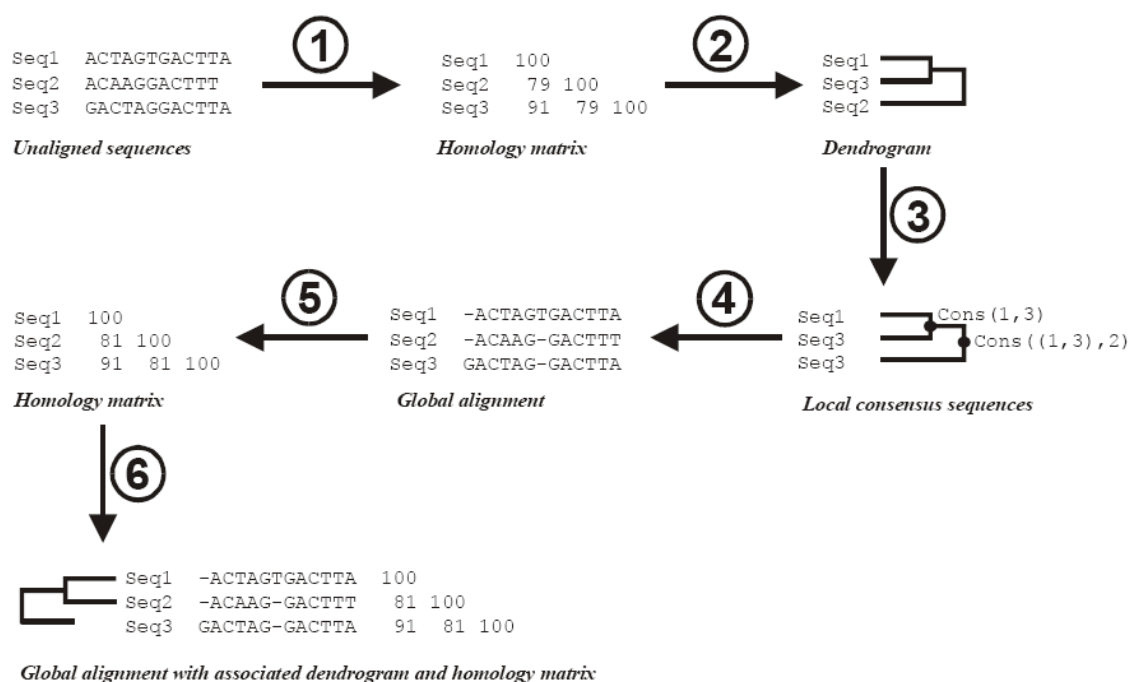 1
Seq1 ACTAGTGACTTA
Seq2 ACAAGGACTTT
Seq3 GACTAGGACTTA
Unaligned sequences
Seq1 100
Seq2 79 100
Seq3 91 79 100
Homology matrix
2
Seq1
Seq3
Seq2
Dendrogram
3
Seq1
Seq3
Seq3
Cons(1,3)
Cons((1,3),2)
Local consensus sequences
4
Seq1 -ACTAGTGACTTA
Seq2 -ACAAG-GACTTT
Seq3 GACTAG-GACTTA
Global alignment
5
Seq1 100
Seq2 81 100
Seq3 91 81 100
Homology matrix
6
Seq1 -ACTAGTGACTTA 100
Seq2 -ACAAG-GACTTT 81 100
Seq3 GACTAG-GACTTA 91 81 100
Global alignment with associated dendrogram and homology matrix